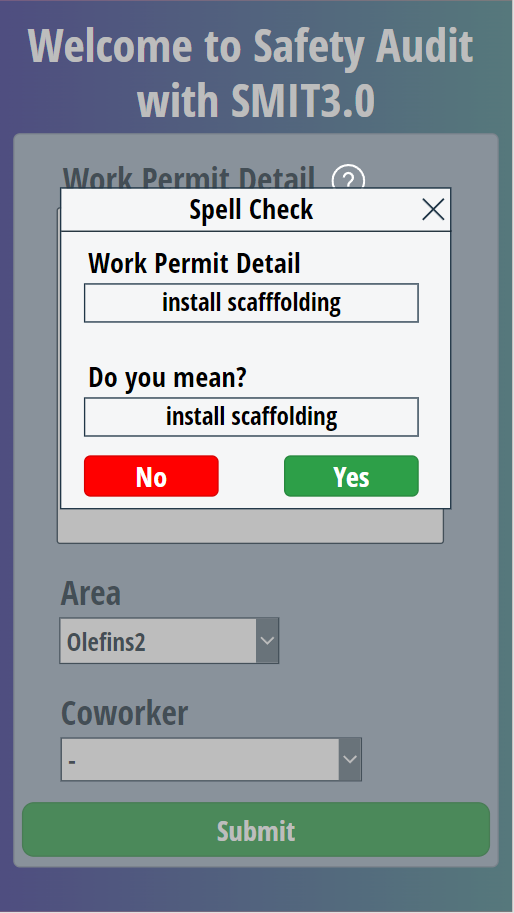 Welcome to Safety Audit
with SMIT3.0
Work Permit Detail ?
Spell Check
Work Permit Detail
install scafffolding
Do you mean?
install scaffolding
No Yes
Area
Olefins2
Coworker
-
Submit